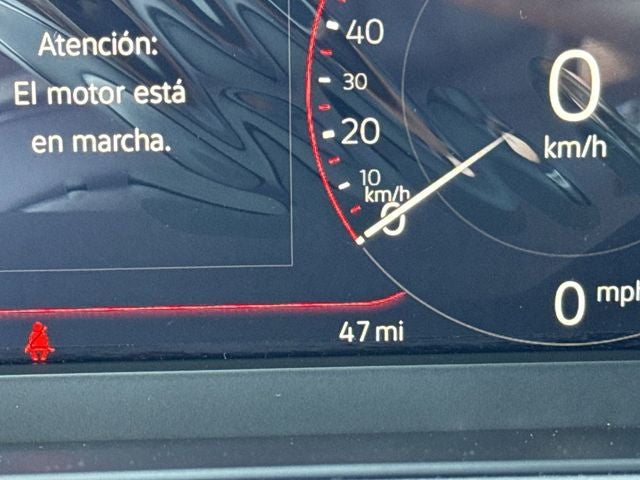 Atención:
El motor está
en marcha.
40
30
20
10
km/h
0
0
km/h
0 mph
47 mi